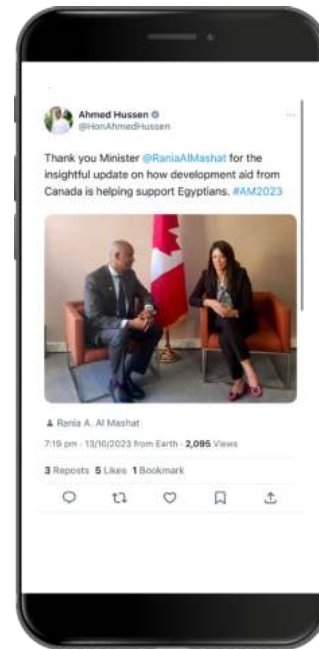 Ahmed Hussen
@HonAhmedHussen
Thank you Minister @RaniaAlMashat for the
insightful update on how development aid from
Canada is helping support Egyptians. #AM2023
Rania A. Al Mashat
7:19 pm · 13/10/2023 from Earth · 2,095 Views
3 Reposts 5 Likes 1 Bookmark